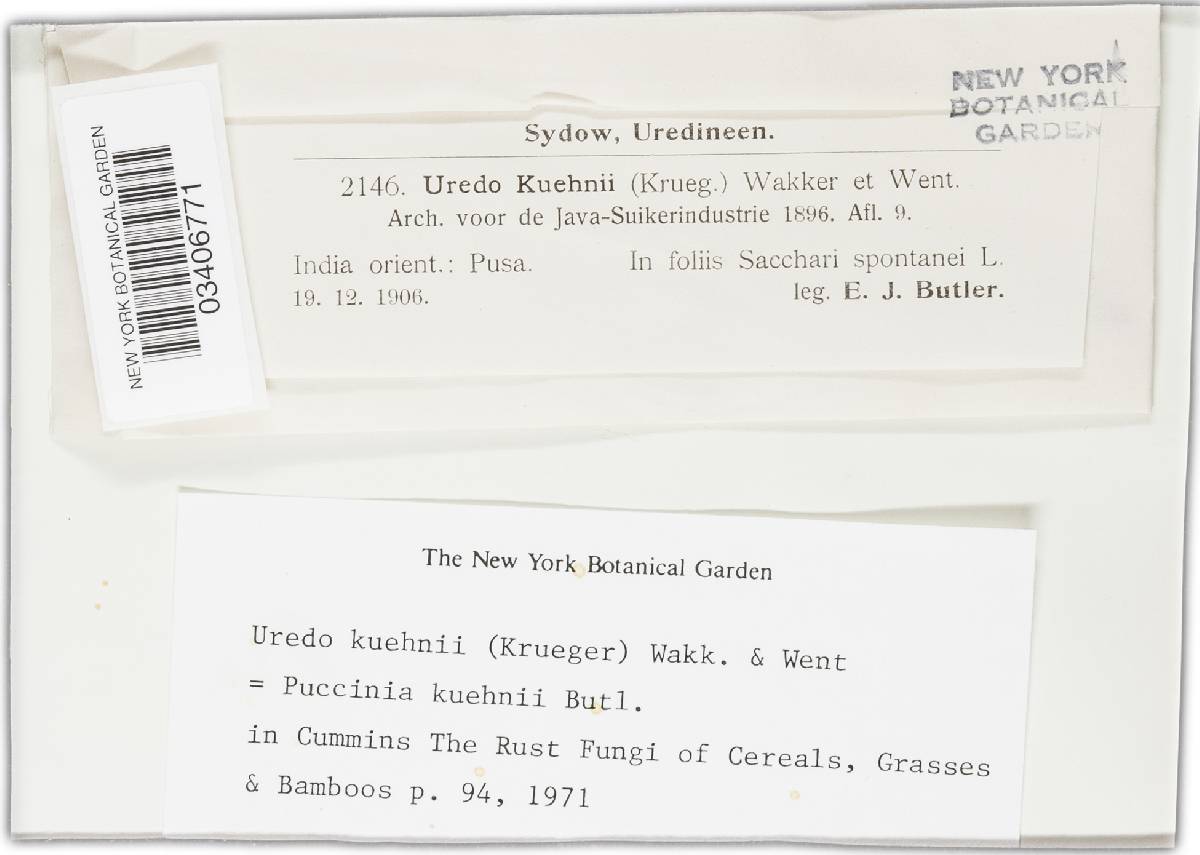 NEW YORK
BOTANICAL
GARDEN
NEW YORK BOTANICAL GARDEN
03406771
Sydow, Uredineen.
2146. Uredo Kuehnii (Krueg.) Wakker et Went.
Arch. voor de Java-Suikerindustrie 1896. Afl. 9.
India orient.: Pusa. In foliis Sacchari spontanei L.
19. 12. 1906. leg. E. J. Butler.
The New York Botanical Garden
Uredo kuehnii (Krueger) Wakk. & Went
= Puccinia kuehnii Butl.
in Cummins The Rust Fungi of Cereals, Grasses
& Bamboos p. 94, 1971